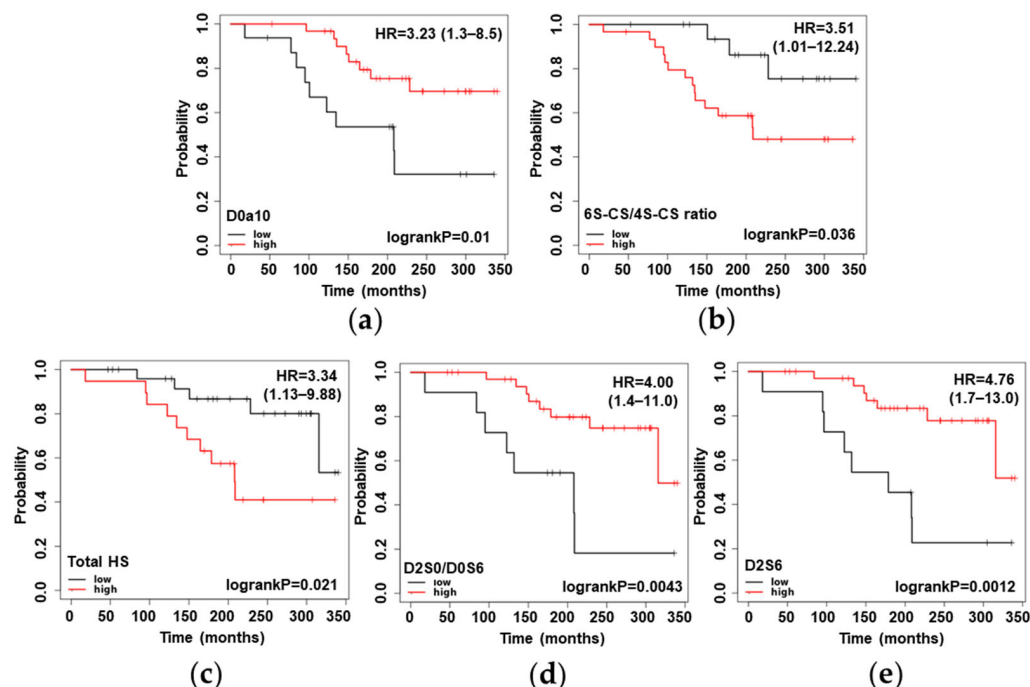 HR=3.23 (1.3–8.5)
Probability
0.0 0.2 0.4 0.6 0.8 1.0
D0a10
low
high
logrankP=0.01
0 50 100 150 200 250 300 350
Time (months)
(a)
HR=3.51
(1.01–12.24)
Probability
0.0 0.2 0.4 0.6 0.8 1.0
6S-CS/4S-CS ratio
low
high
logrankP=0.036
0 50 100 150 200 250 300 350
Time (months)
(b)
HR=3.34
(1.13–9.88)
Probability
0.0 0.2 0.4 0.6 0.8 1.0
Total HS
low
high
logrankP=0.021
0 50 100 150 200 250 300 350
Time (months)
(c)
HR=4.00
(1.4–11.0)
Probability
0.0 0.2 0.4 0.6 0.8 1.0
D2S0/D0S6
low
high
logrankP=0.0043
0 50 100 150 200 250 300 350
Time (months)
(d)
HR=4.76
(1.7–13.0)
Probability
0.0 0.2 0.4 0.6 0.8 1.0
D2S6
low
high
logrankP=0.0012
0 50 100 150 200 250 300 350
Time (months)
(e)